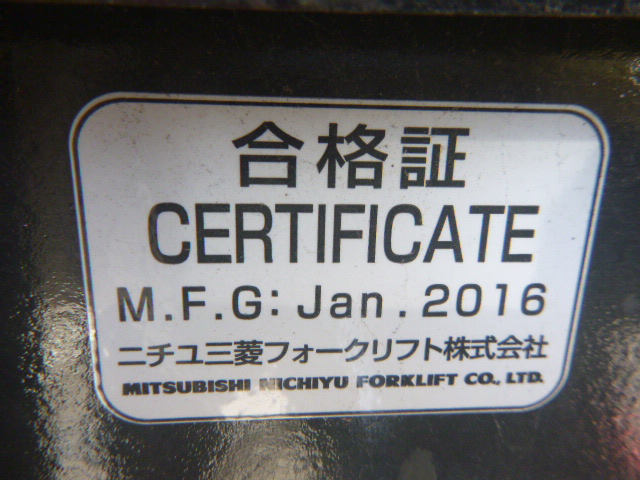 合格証
CERTIFICATE
M.F.G: Jan. 2016
ニチユ三菱フォークリフト株式会社
MITSUBISHI NICHIYU FORKLIFT CO., LTD.